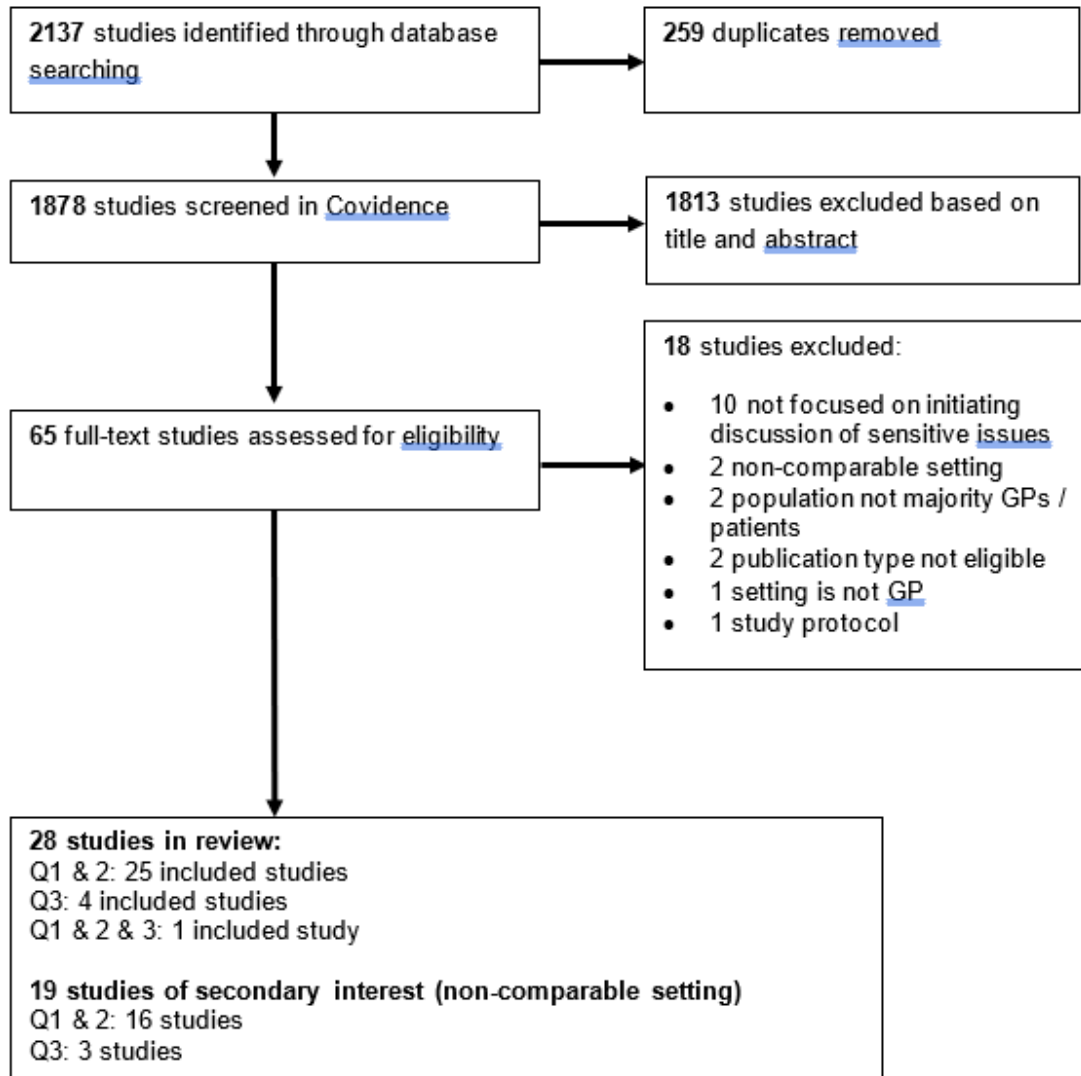 2137 studies identified through database
searching
259 duplicates removed
1878 studies screened in Covidence
1813 studies excluded based on
title and abstract
65 full-text studies assessed for eligibility
18 studies excluded:
• 10 not focused on initiating
discussion of sensitive issues
• 2 non-comparable setting
• 2 population not majority GPs /
patients
• 2 publication type not eligible
• 1 setting is not GP
• 1 study protocol
28 studies in review:
Q1 & 2: 25 included studies
Q3: 4 included studies
Q1 & 2 & 3: 1 included study
19 studies of secondary interest (non-comparable setting)
Q1 & 2: 16 studies
Q3: 3 studies